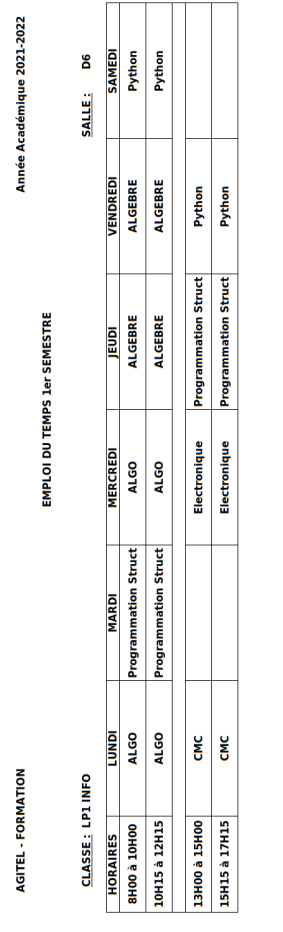 AGITEL - FORMATION Année Académique 2021-2022
EMPLOI DU TEMPS 1er SEMESTRE
CLASSE : LP1 INFO SALLE : D6
HORAIRES LUNDI MARDI MERCREDI JEUDI VENDREDI SAMEDI
8H00 à 10H00 ALGO Programmation Struct ALGO ALGEBRE ALGEBRE Python
10H15 à 12H15 ALGO Programmation Struct ALGO ALGEBRE ALGEBRE Python
13H00 à 15H00 CMC Electronique Programmation Struct Python
15H15 à 17H15 CMC Electronique Programmation Struct Python